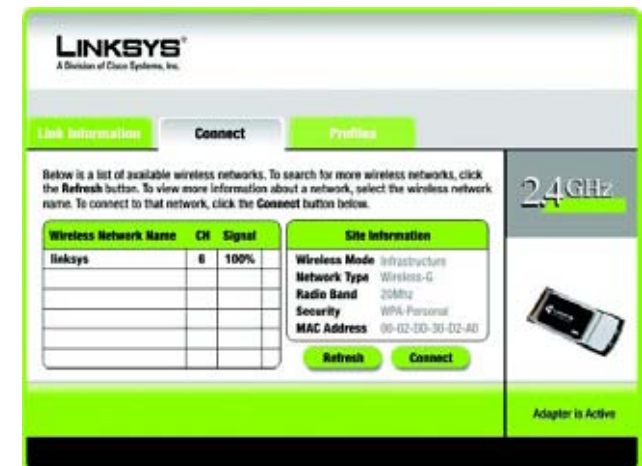 LINKSYS®
A Division of Cisco Systems, Inc.
Link Information Connect Profiles
Below is a list of available wireless networks. To search for more wireless networks, click
the Refresh button. To view more information about a network, select the wireless network
name. To connect to that network, click the Connect button below.
2.4GHz
Wireless Network Name CH Signal
linksys 6 100%
Site Information
Wireless Mode Infrastructure
Network Type Wireless-G
Radio Band 20Mhz
Security WPA-Personal
MAC Address 00-02-DD-30-D2-A0
Refresh Connect
Adapter is Active